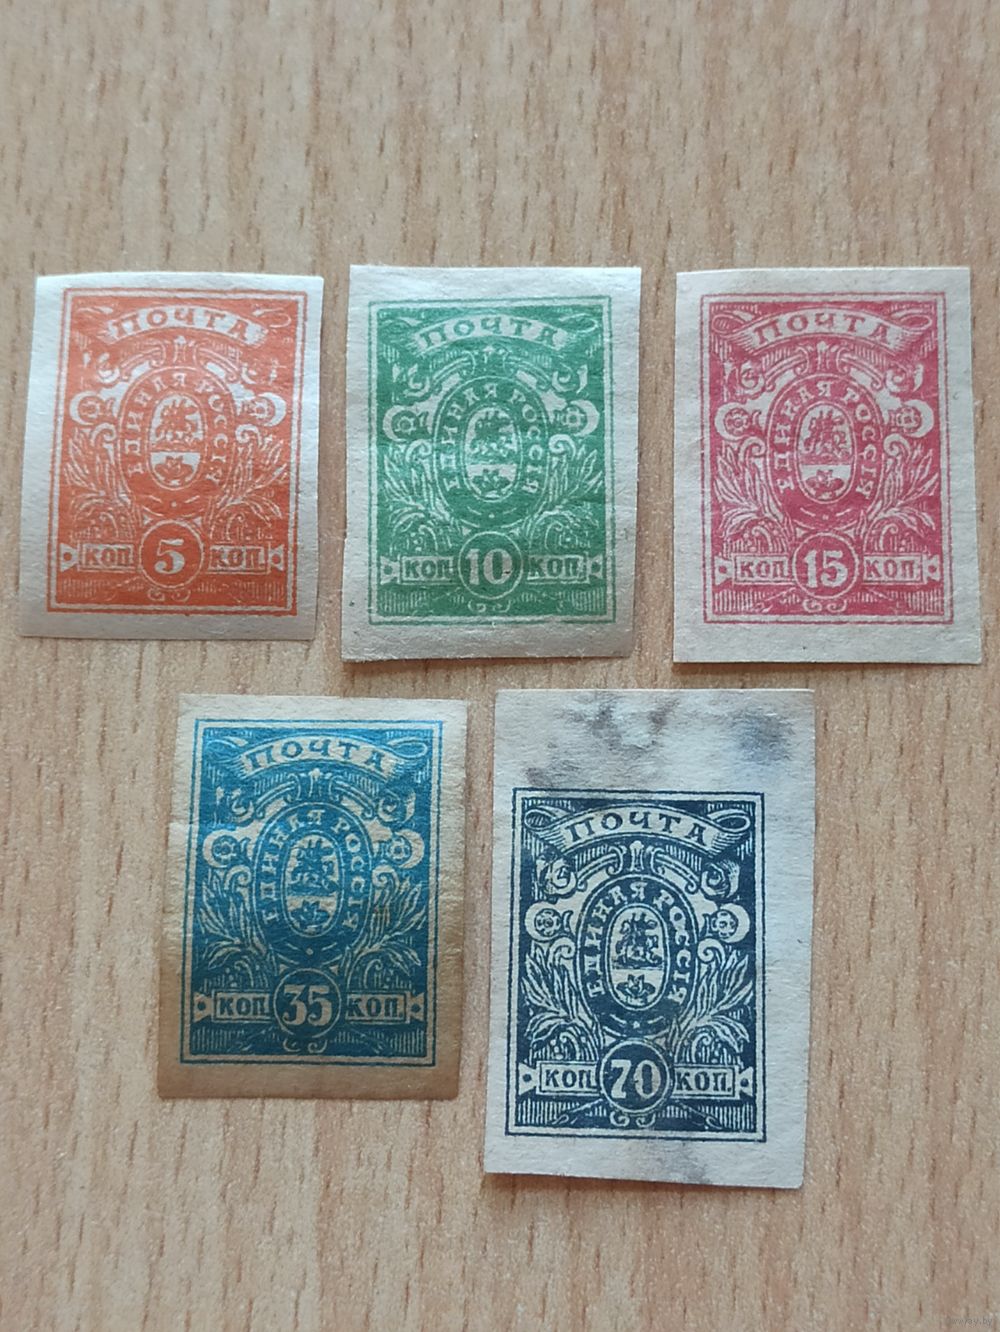 ПОЧТА
ЕДИНАЯ РОССІЯ
КОП 5 КОП.
ПОЧТА
ЕДИНАЯ РОССІЯ
КОП 10 КОП.
ПОЧТА
ЕДИНАЯ РОССІЯ
КОП 15 КОП.
ПОЧТА
ЕДИНАЯ РОССІЯ
КОП 35 КОП.
ПОЧТА
ЕДИНАЯ РОССІЯ
КОП. 70 КОП.